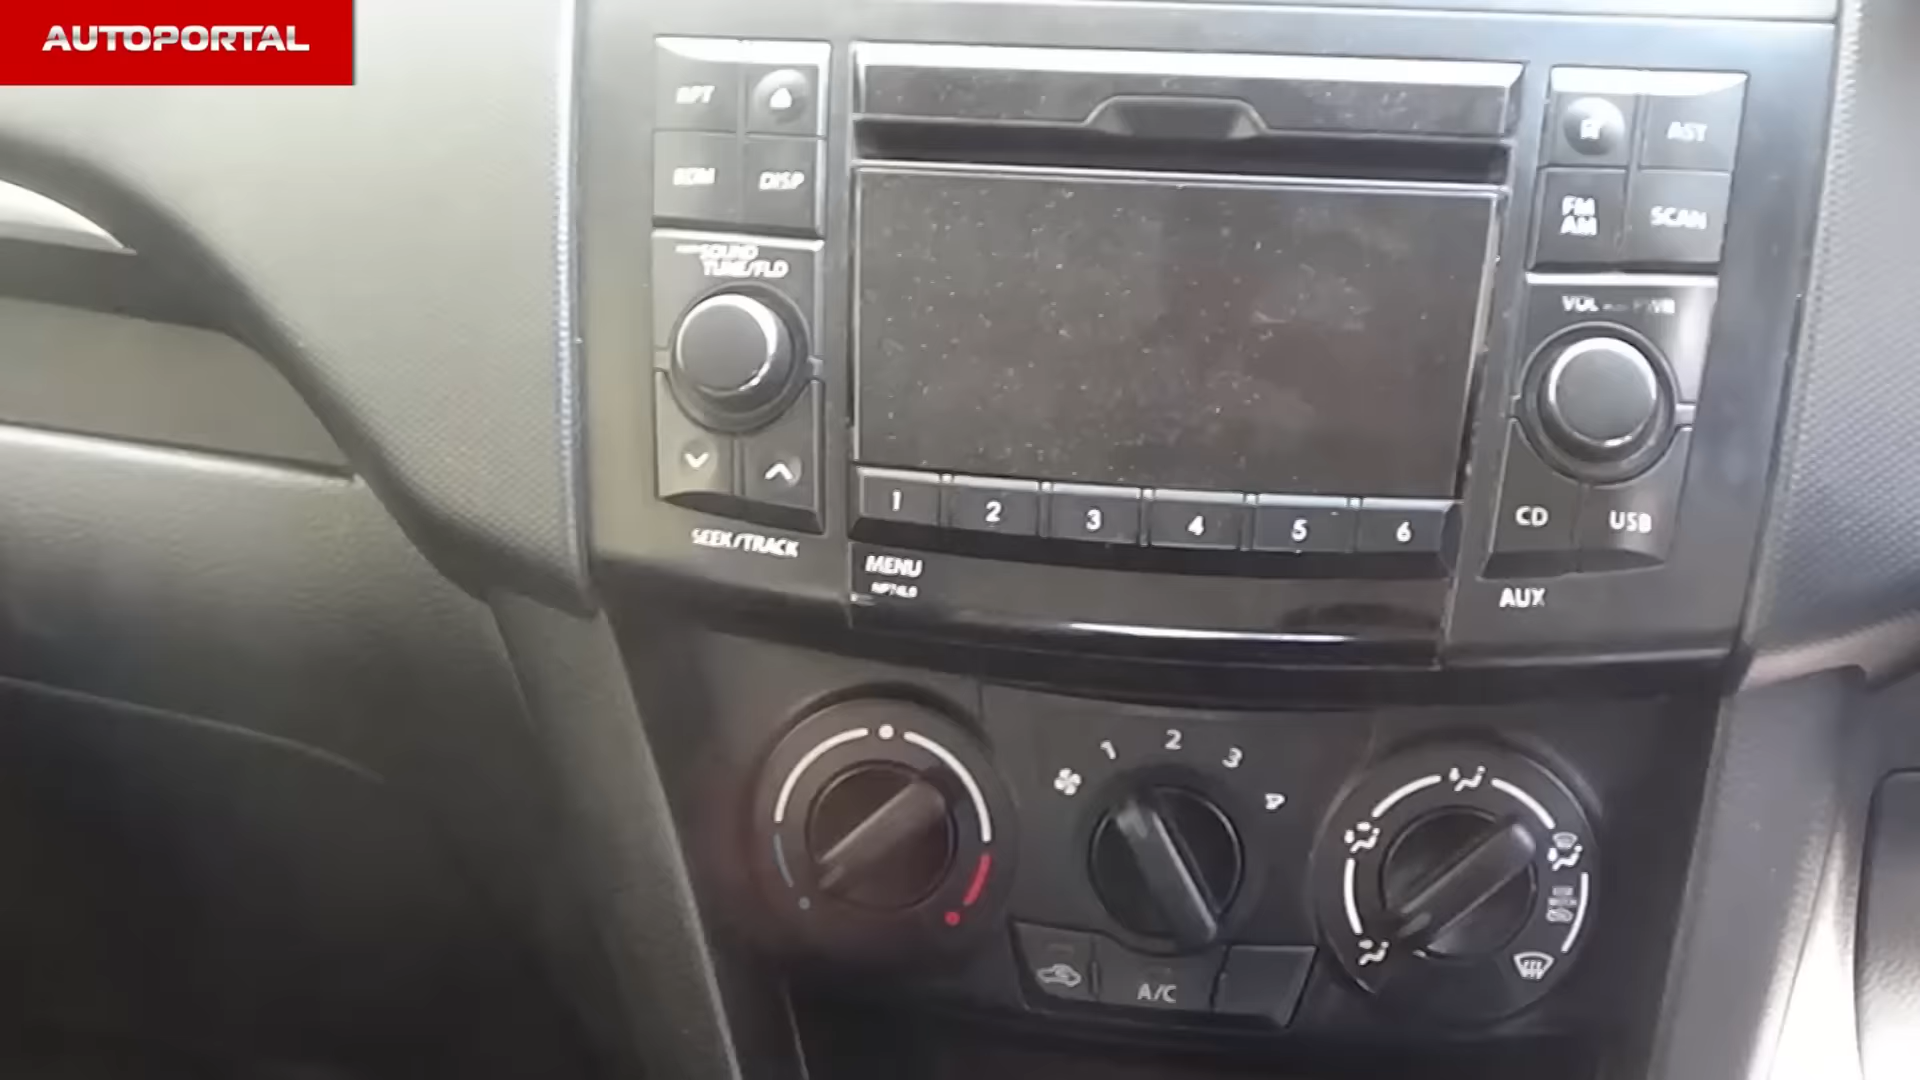 AUTOPORTAL
RPT
RDM
DISP
AST
FM
AM
SCAN
SOUND
TUNE/FLD
VOL PWR
1
2
3
4
5
6
CD
USB
SEEK/TRACK
MENU
AUX
1
2
3
A/C